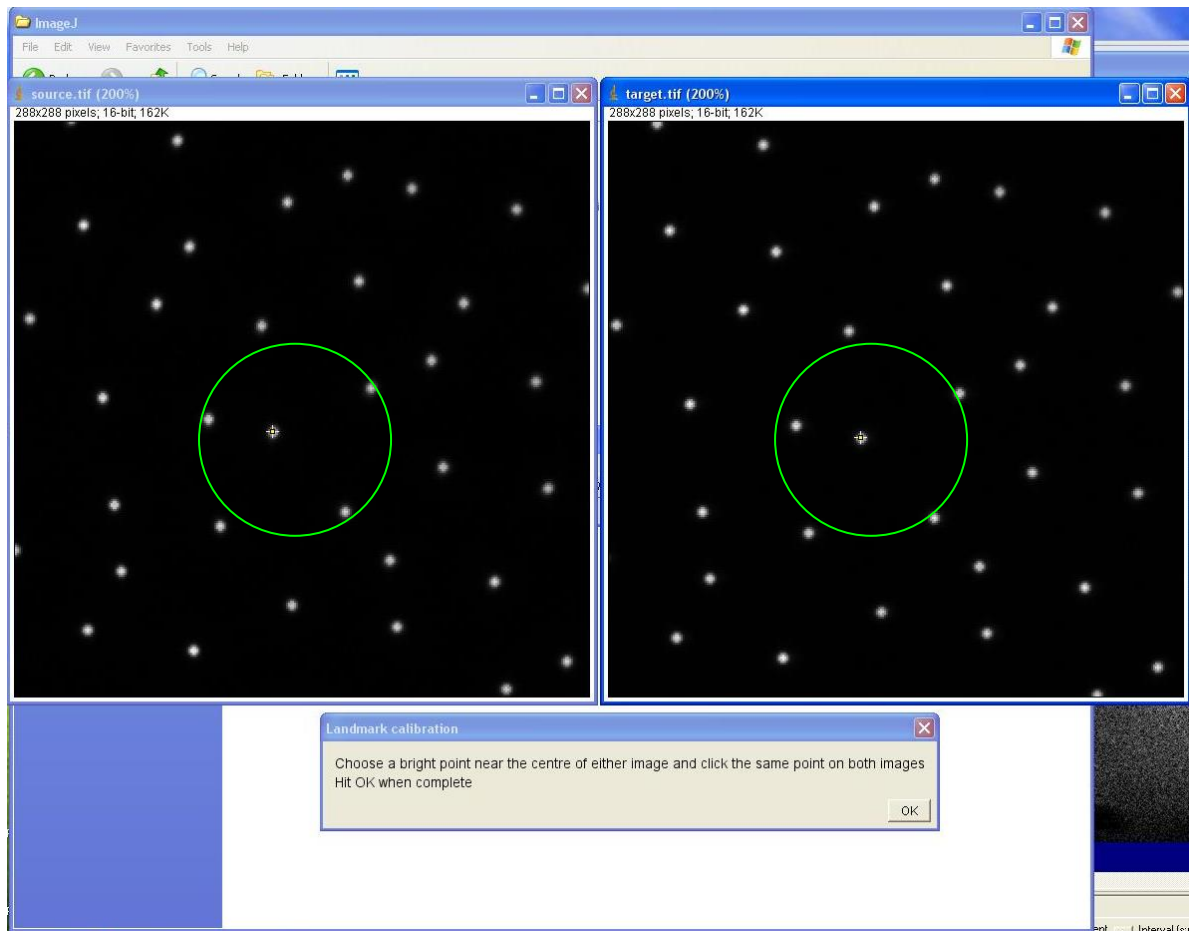 ImageJ
File Edit View Favorites Tools Help
source.tif (200%)
288x288 pixels; 16-bit; 162K
target.tif (200%)
288x288 pixels; 16-bit; 162K
Landmark calibration
Choose a bright point near the centre of either image and click the same point on both images
Hit OK when complete
OK